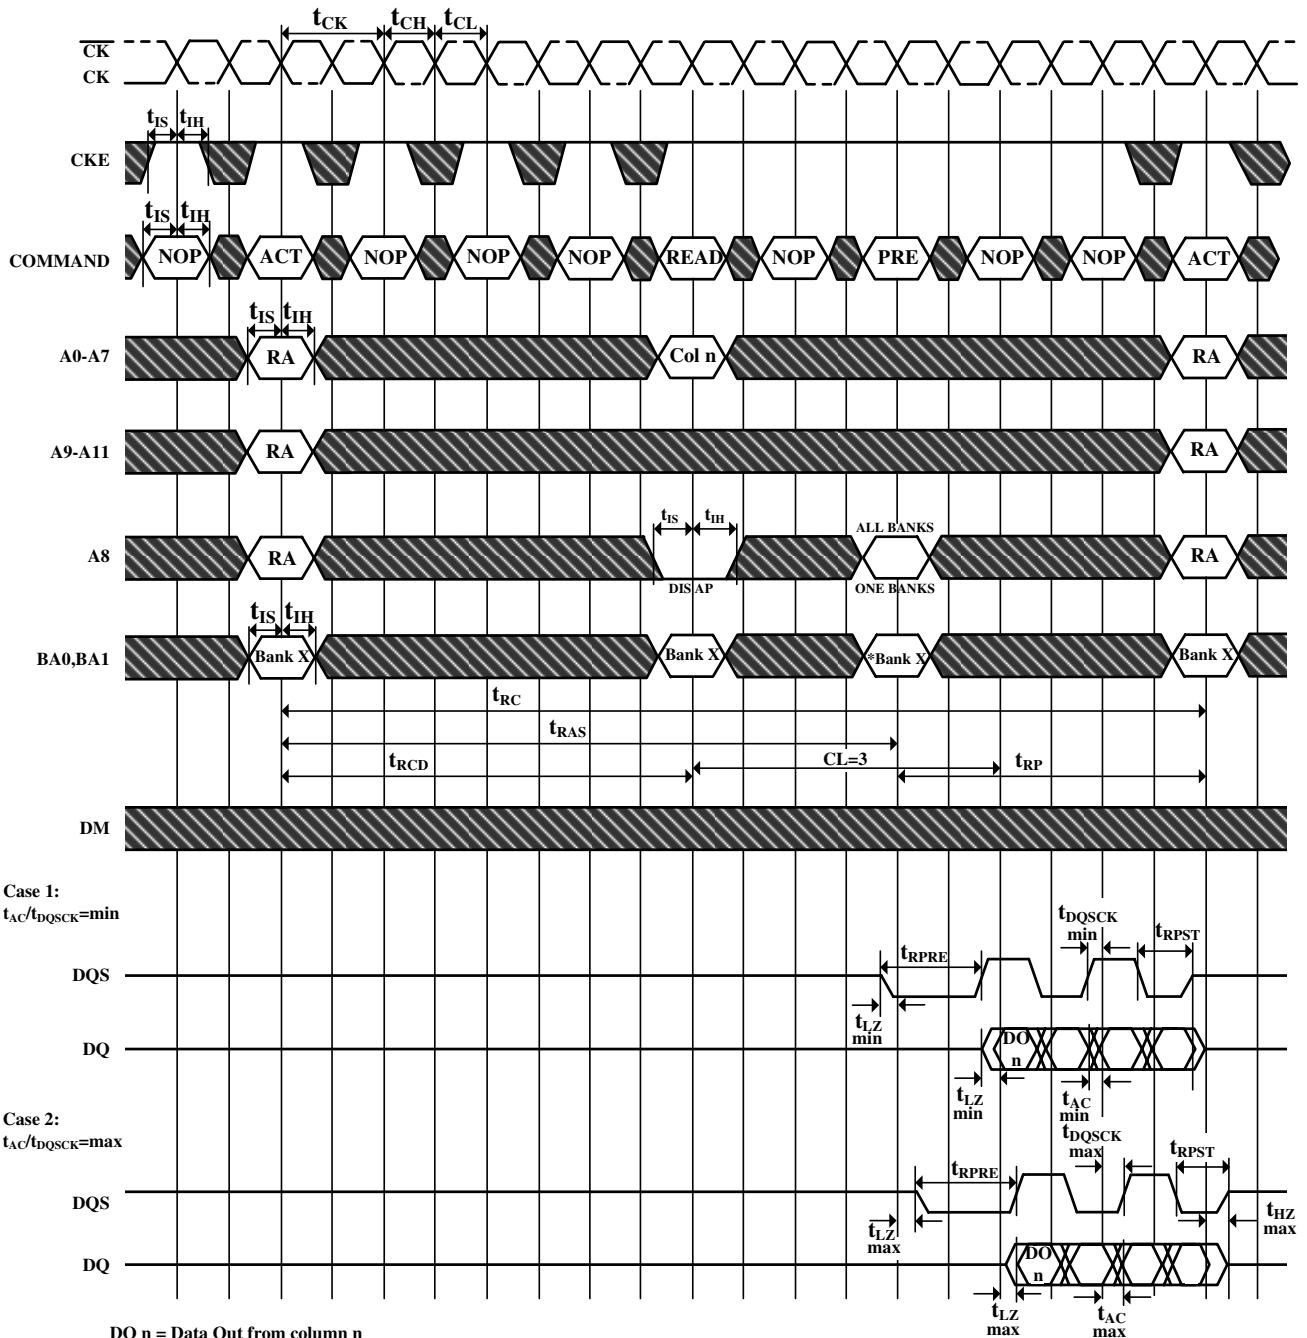 tCK tCH tCL
CK
CK
tIS tIH
CKE
tIS tIH
COMMAND NOP ACT NOP NOP NOP READ NOP PRE NOP NOP ACT
tIS tIH
A0-A7 RA Col n RA
A9-A11 RA RA
tIS tIH ALL BANKS
A8 RA RA
DIS AP ONE BANKS
tIS tIH
BA0,BA1 Bank X Bank X *Bank X Bank X
tRC
tRAS
tRCD CL=3 tRP
DM
Case 1:
tAC/tDQSCK=min
tDQSCK
min
tRPST
tRPRE
DQS
tLZ
min
DQ
DO
n
tLZ
min
tAC
min
Case 2:
tAC/tDQSCK=max
tDQSCK
max
tRPST
tRPRE
DQS
tLZ
max
tHZ
max
DQ
DO
n
tLZ
max
tAC
max
DO n = Data Out from column n